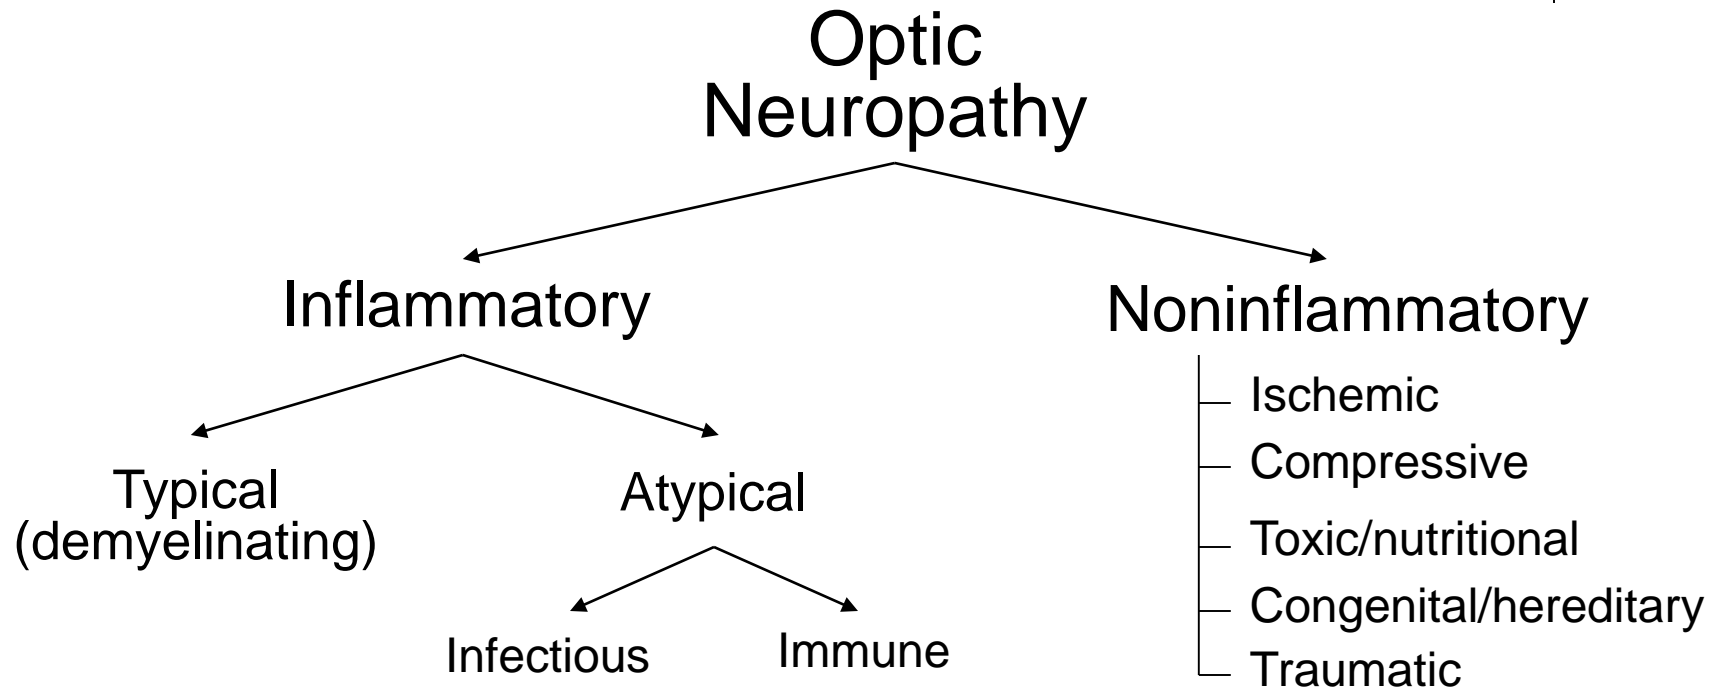 Optic
Neuropathy
Inflammatory
Noninflammatory
Typical
(demyelinating)
Atypical
Infectious
Immune
Ischemic
Compressive
Toxic/nutritional
Congenital/hereditary
Traumatic